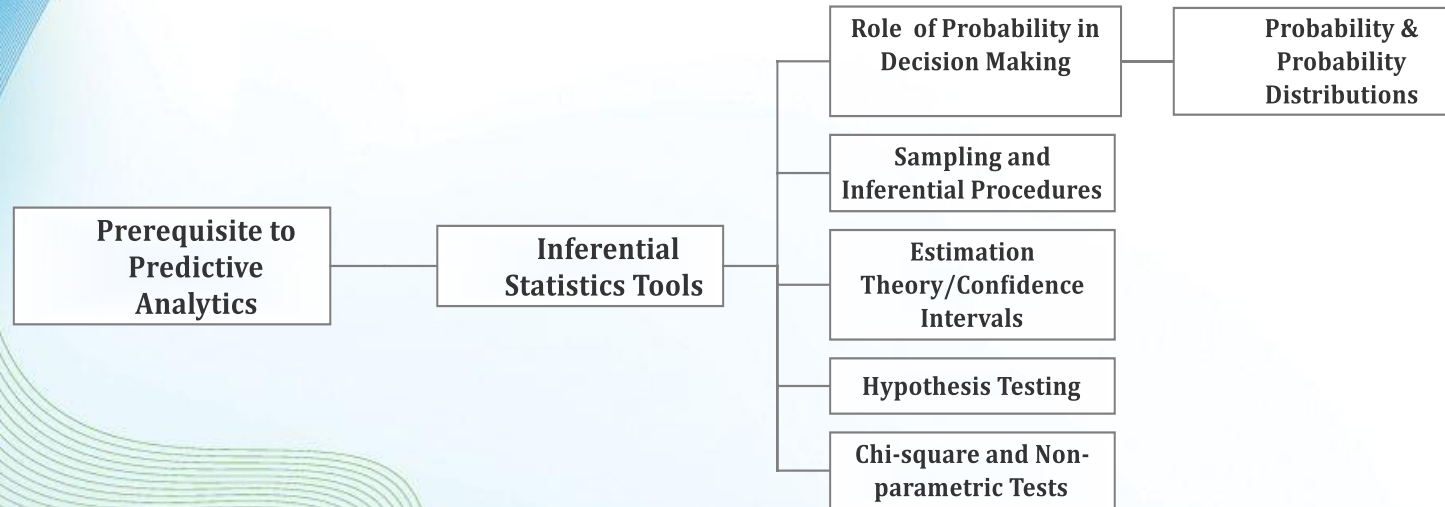 Prerequisite to
Predictive
Analytics
Inferential
Statistics Tools
Role of Probability in
Decision Making
Probability &
Probability
Distributions
Sampling and
Inferential Procedures
Estimation
Theory/Confidence
Intervals
Hypothesis Testing
Chi-square and Non-
parametric Tests